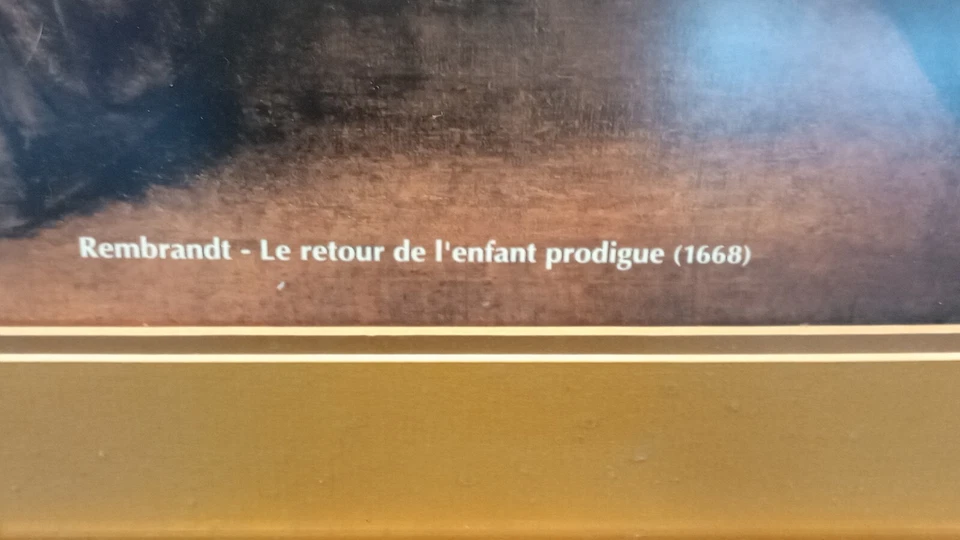 Rembrandt - Le retour de l'enfant prodigue (1668)